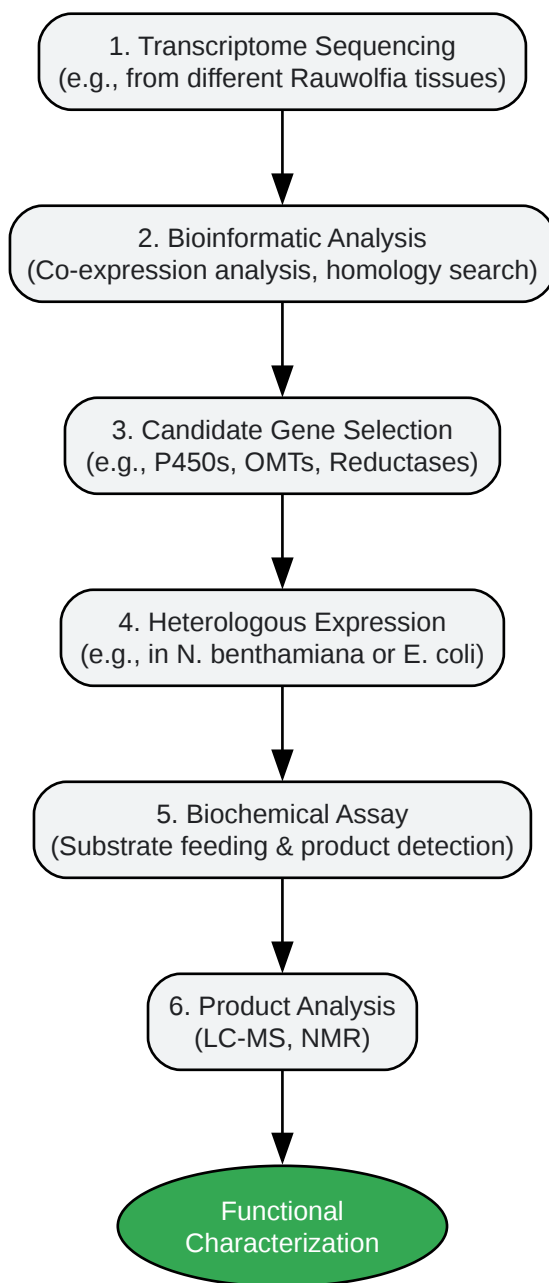 1. Transcriptome Sequencing
(e.g., from different Rauwolfia tissues)
2. Bioinformatic Analysis
(Co-expression analysis, homology search)
3. Candidate Gene Selection
(e.g., P450s, OMTs, Reductases)
4. Heterologous Expression
(e.g., in N. benthamiana or E. coli)
5. Biochemical Assay
(Substrate feeding & product detection)
6. Product Analysis
(LC-MS, NMR)
Functional
Characterization